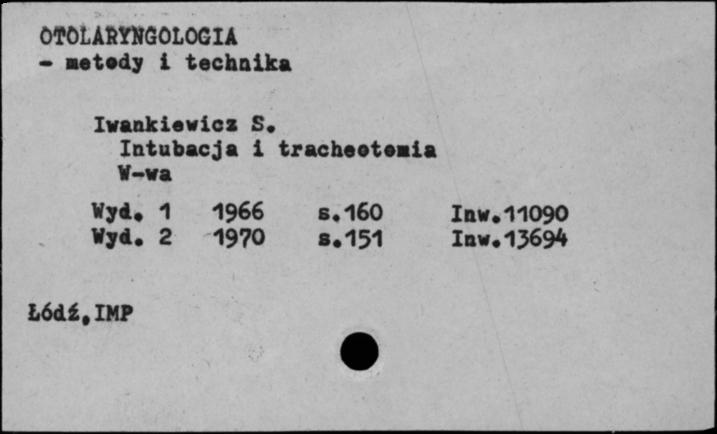 OTOLARYNGOLOGIA
- metody i technika
Iwankiewicz S.
Intubacja i tracheotomia
W-wa
Wyd. 1 1966 s.160 Inw.11090
Wyd. 2 1970 s.151 Inw.13694
Łódź,IMP